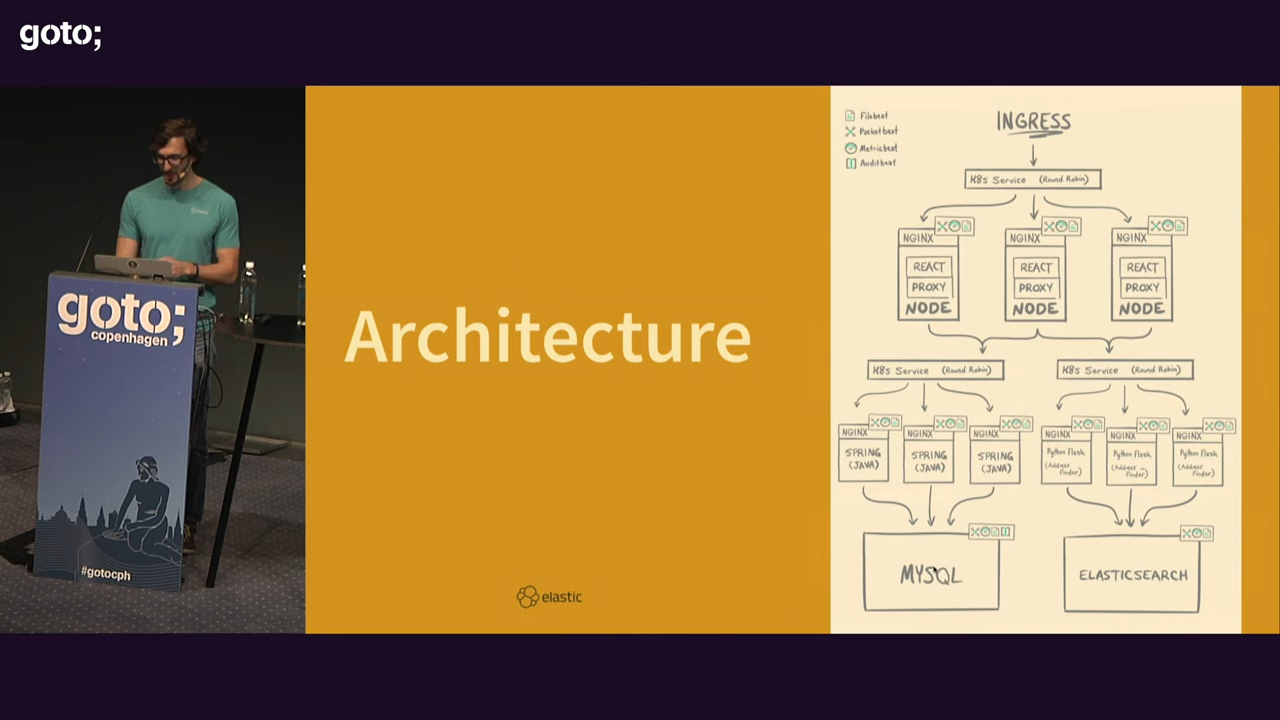 goto;
goto;
copenhagen
#gotocph
Architecture
elastic
Filebeat
Packetbeat
Metricbeat
Auditbeat
INGRESS
K8s Service (Round Robin)
NGINX NGINX NGINX
REACT REACT REACT
PROXY PROXY PROXY
NODE NODE NODE
K8s Service (Round Robin) K8s Service (Round Robin)
NGINX NGINX NGINX NGINX NGINX NGINX
SPRING SPRING SPRING Python Flask Python Flask Python Flask
(JAVA) (JAVA) (JAVA) (Address (Address (Address
Finder) Finder) Finder)
MYSQL ELASTICSEARCH